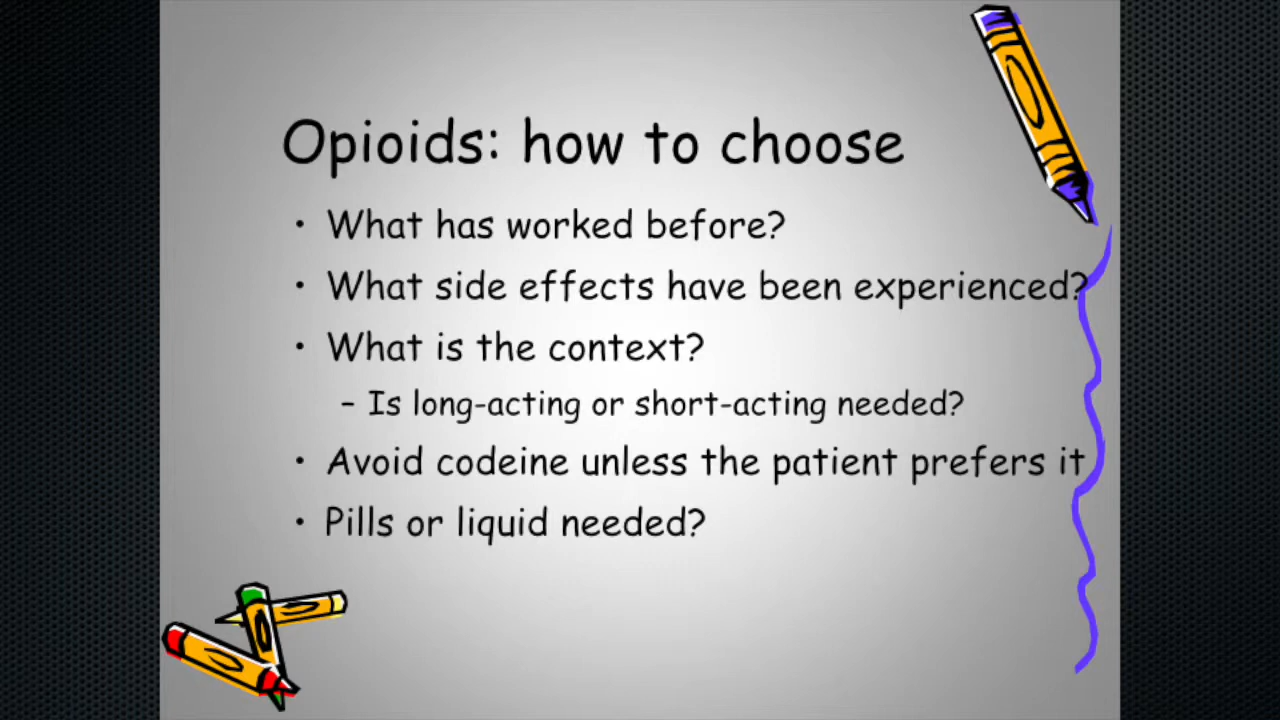 Opioids: how to choose
• What has worked before?
• What side effects have been experienced?
• What is the context?
– Is long-acting or short-acting needed?
• Avoid codeine unless the patient prefers it
• Pills or liquid needed?